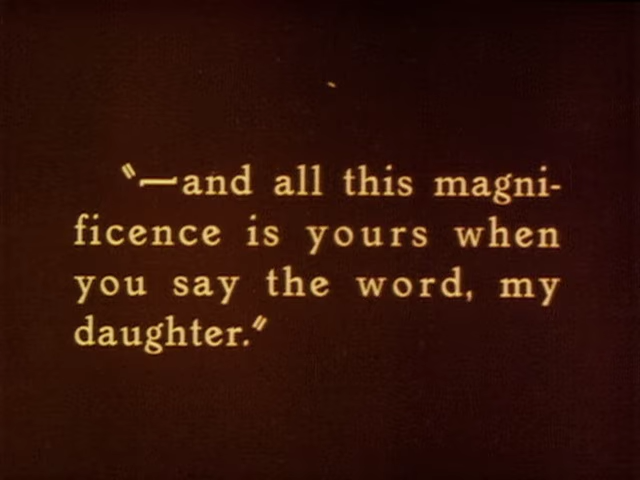 "—and all this magni-
ficence is yours when
you say the word, my
daughter."